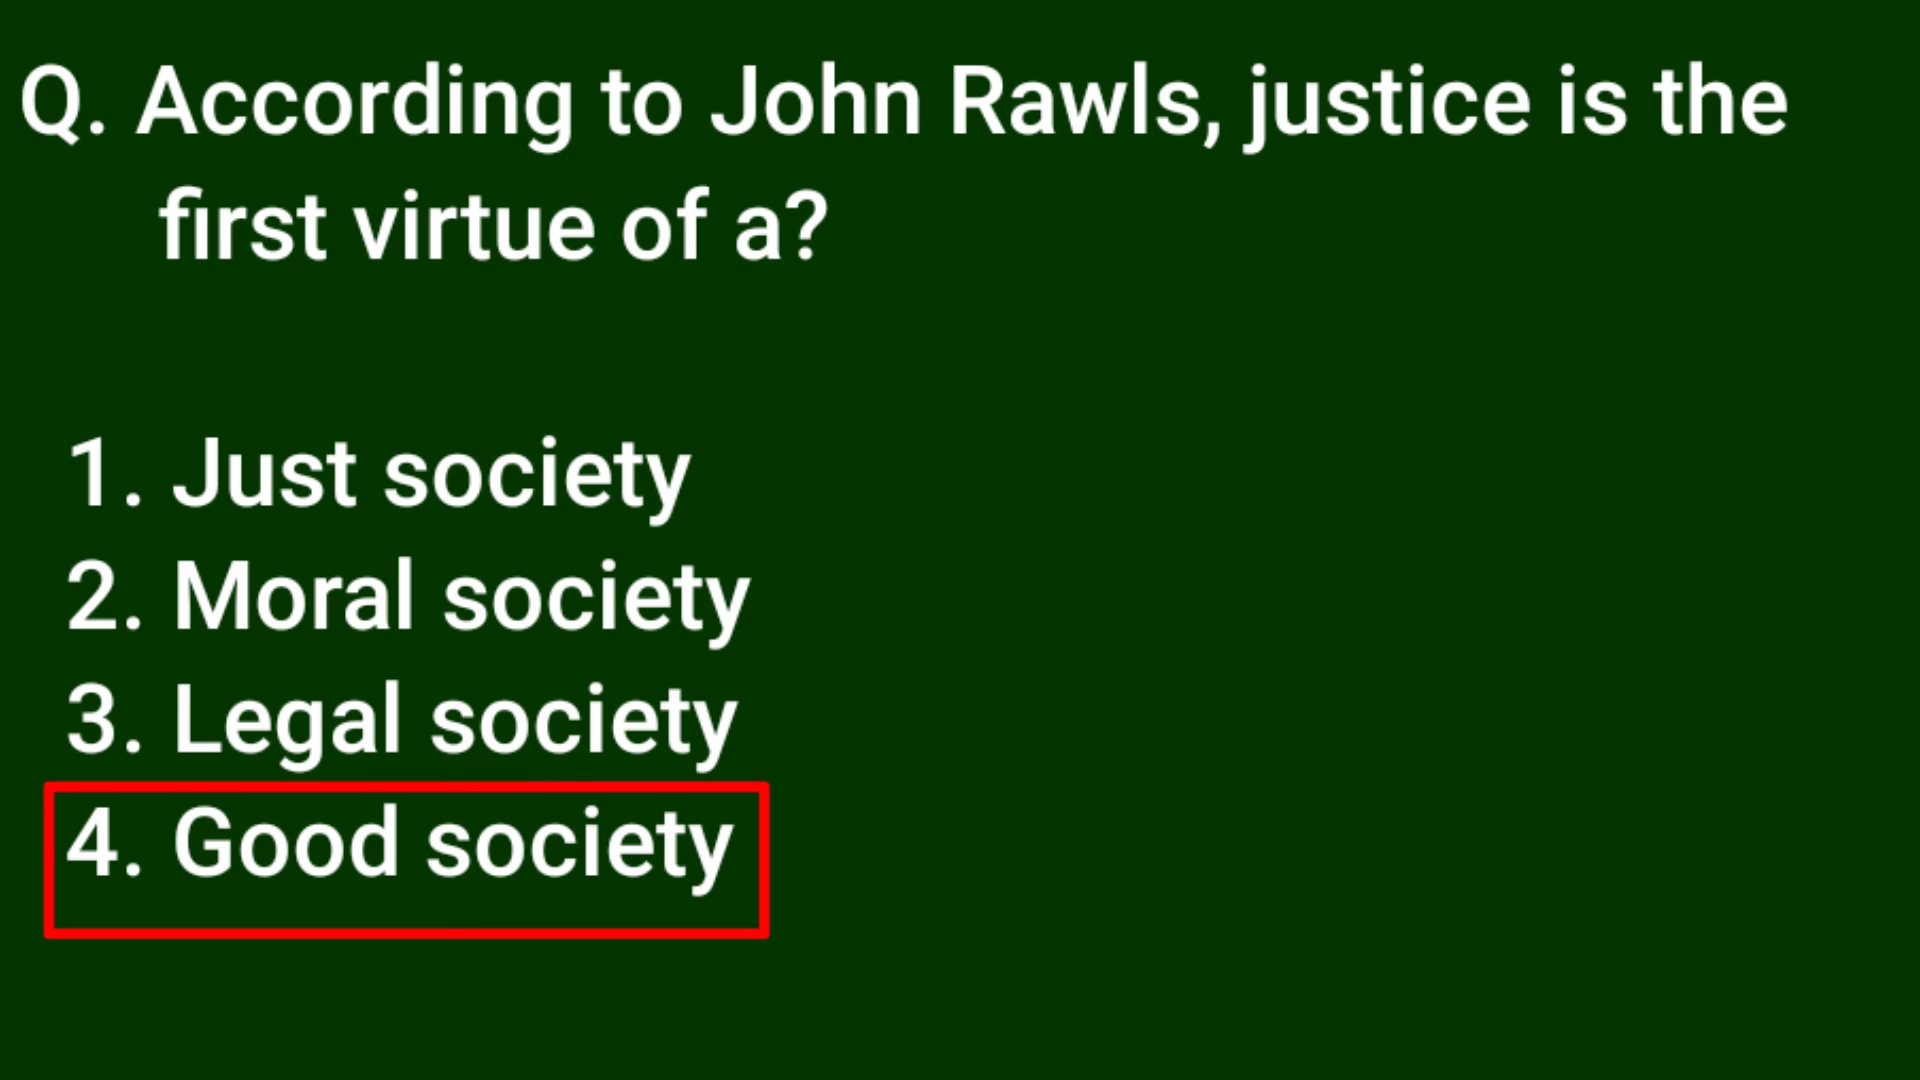 Q. According to John Rawls, justice is the
first virtue of a?
1. Just society
2. Moral society
3. Legal society
4. Good society